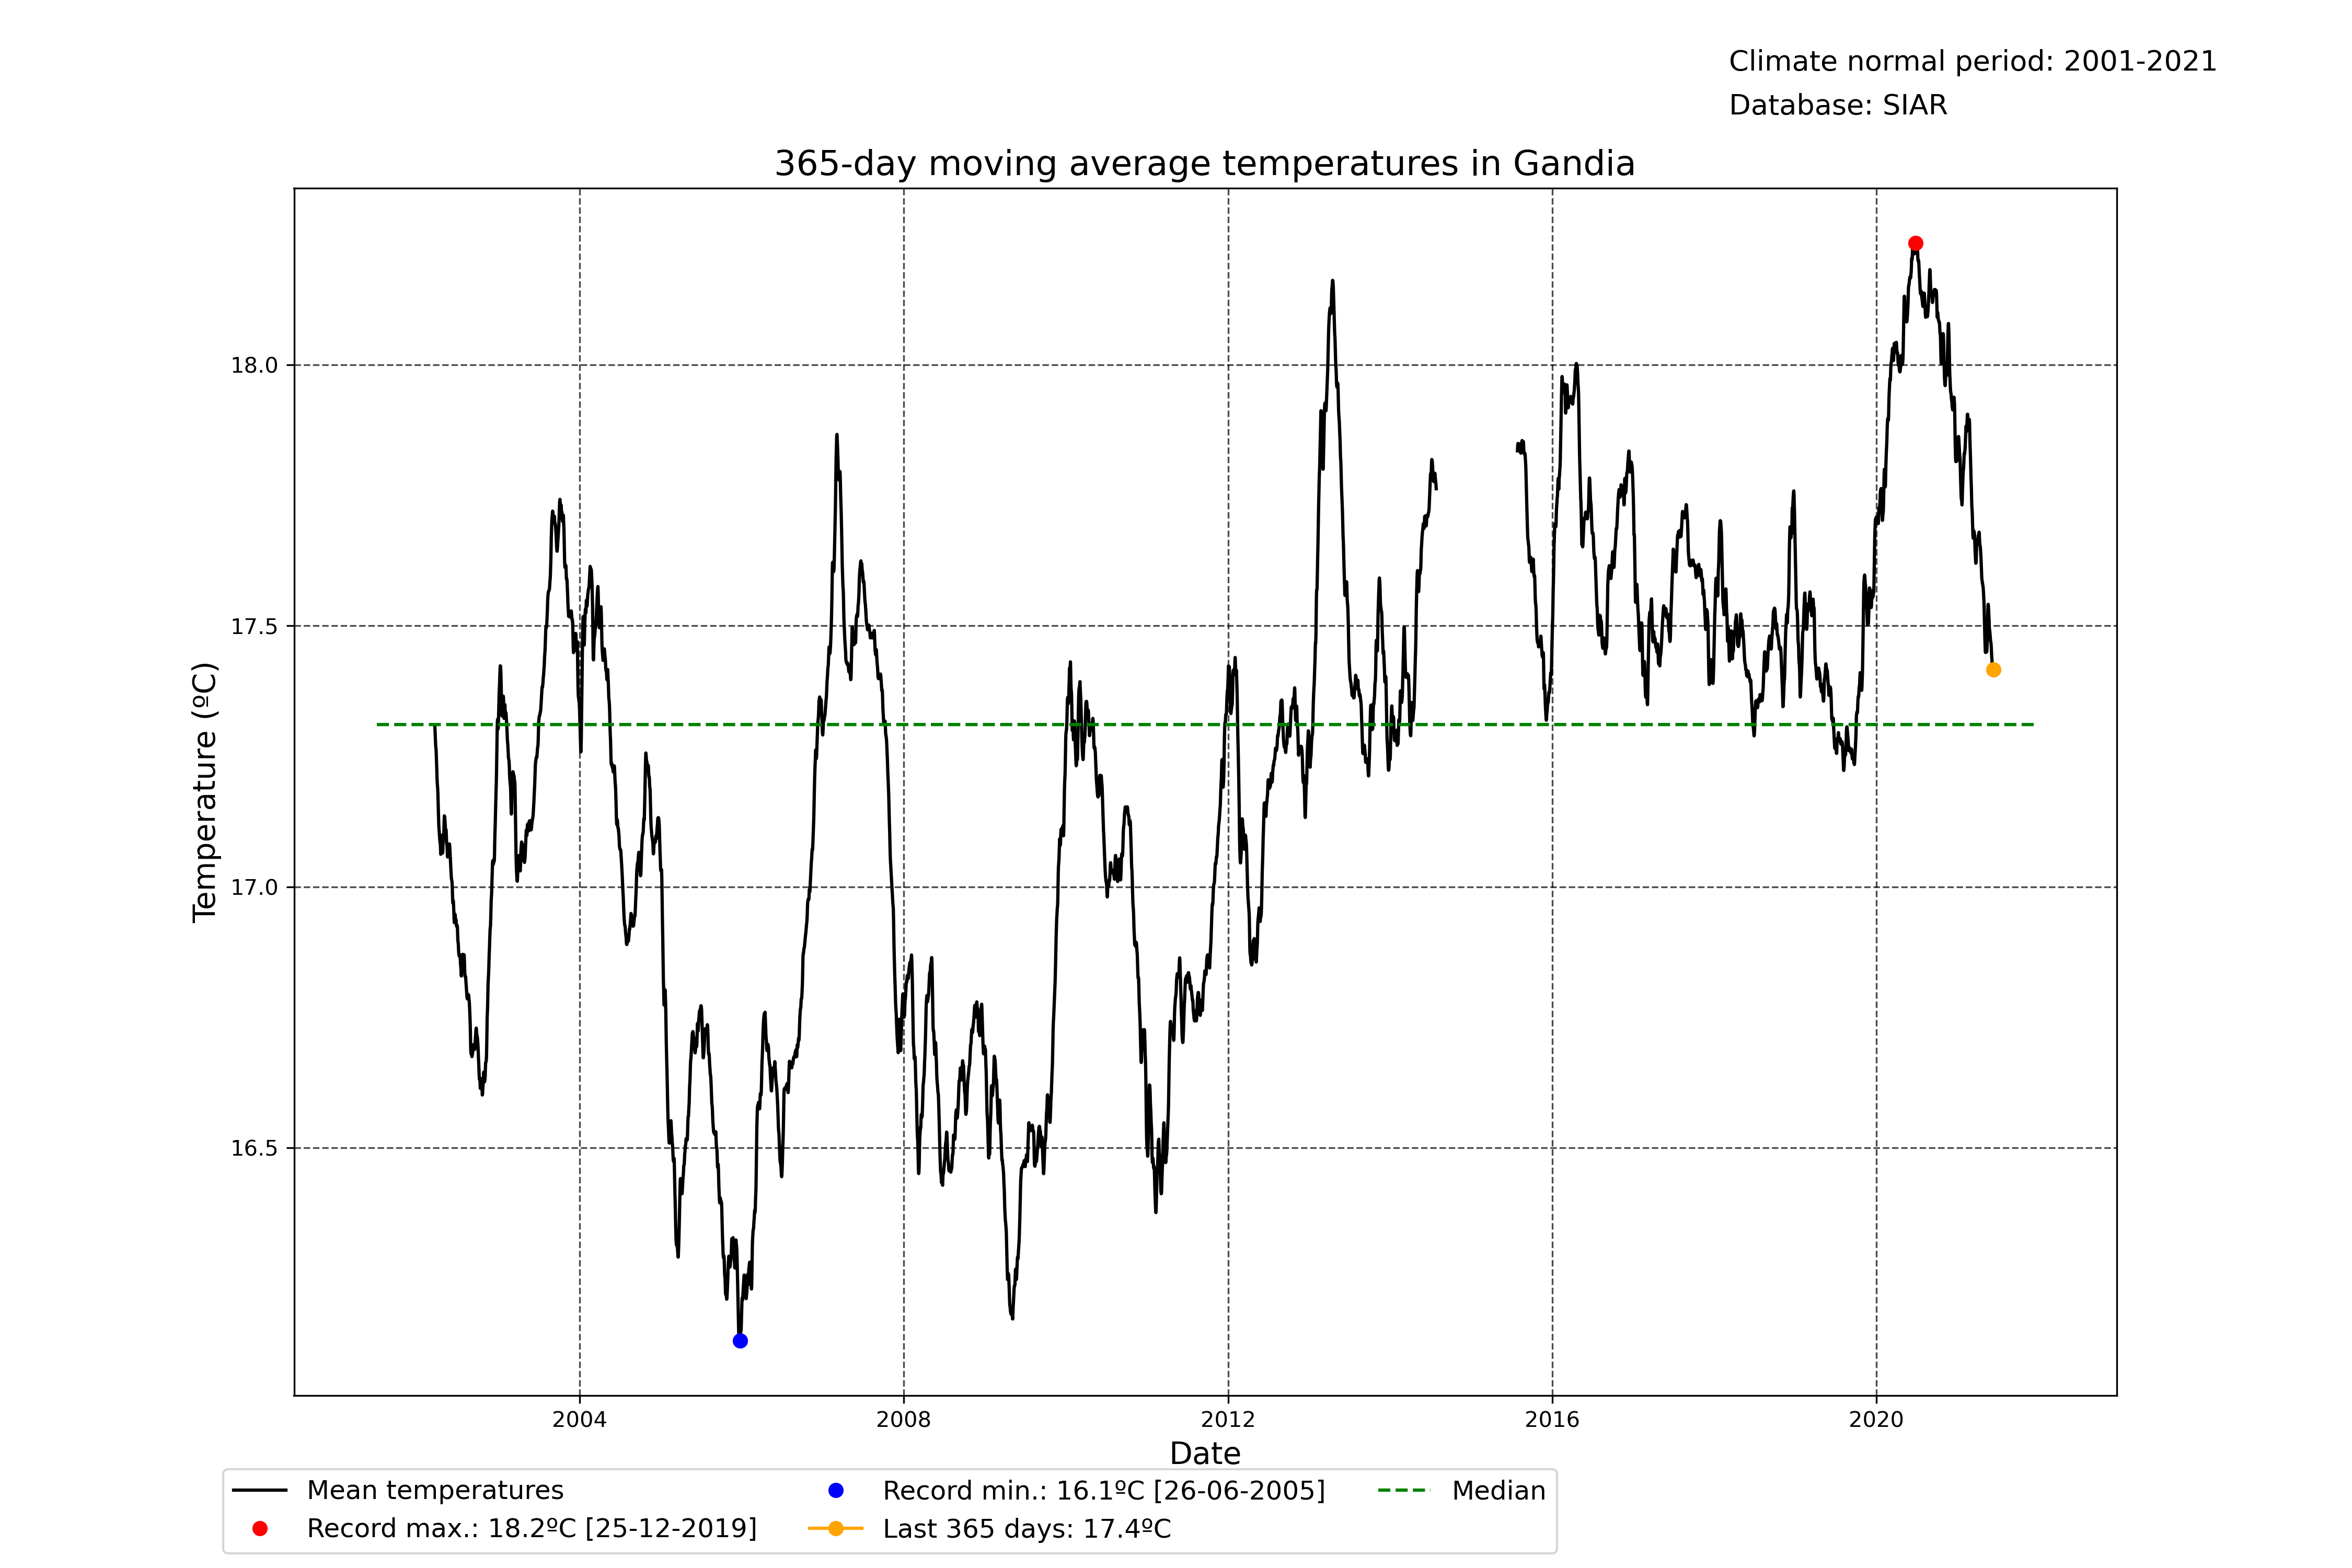 Climate normal period: 2001-2021
Database: SIAR
365-day moving average temperatures in Gandia
Temperature (ºC)
18.0
17.5
17.0
16.5
2004 2008 2012 2016 2020
Date
Mean temperatures
Record max.: 18.2ºC [25-12-2019]
Record min.: 16.1ºC [26-06-2005]
Last 365 days: 17.4ºC
Median